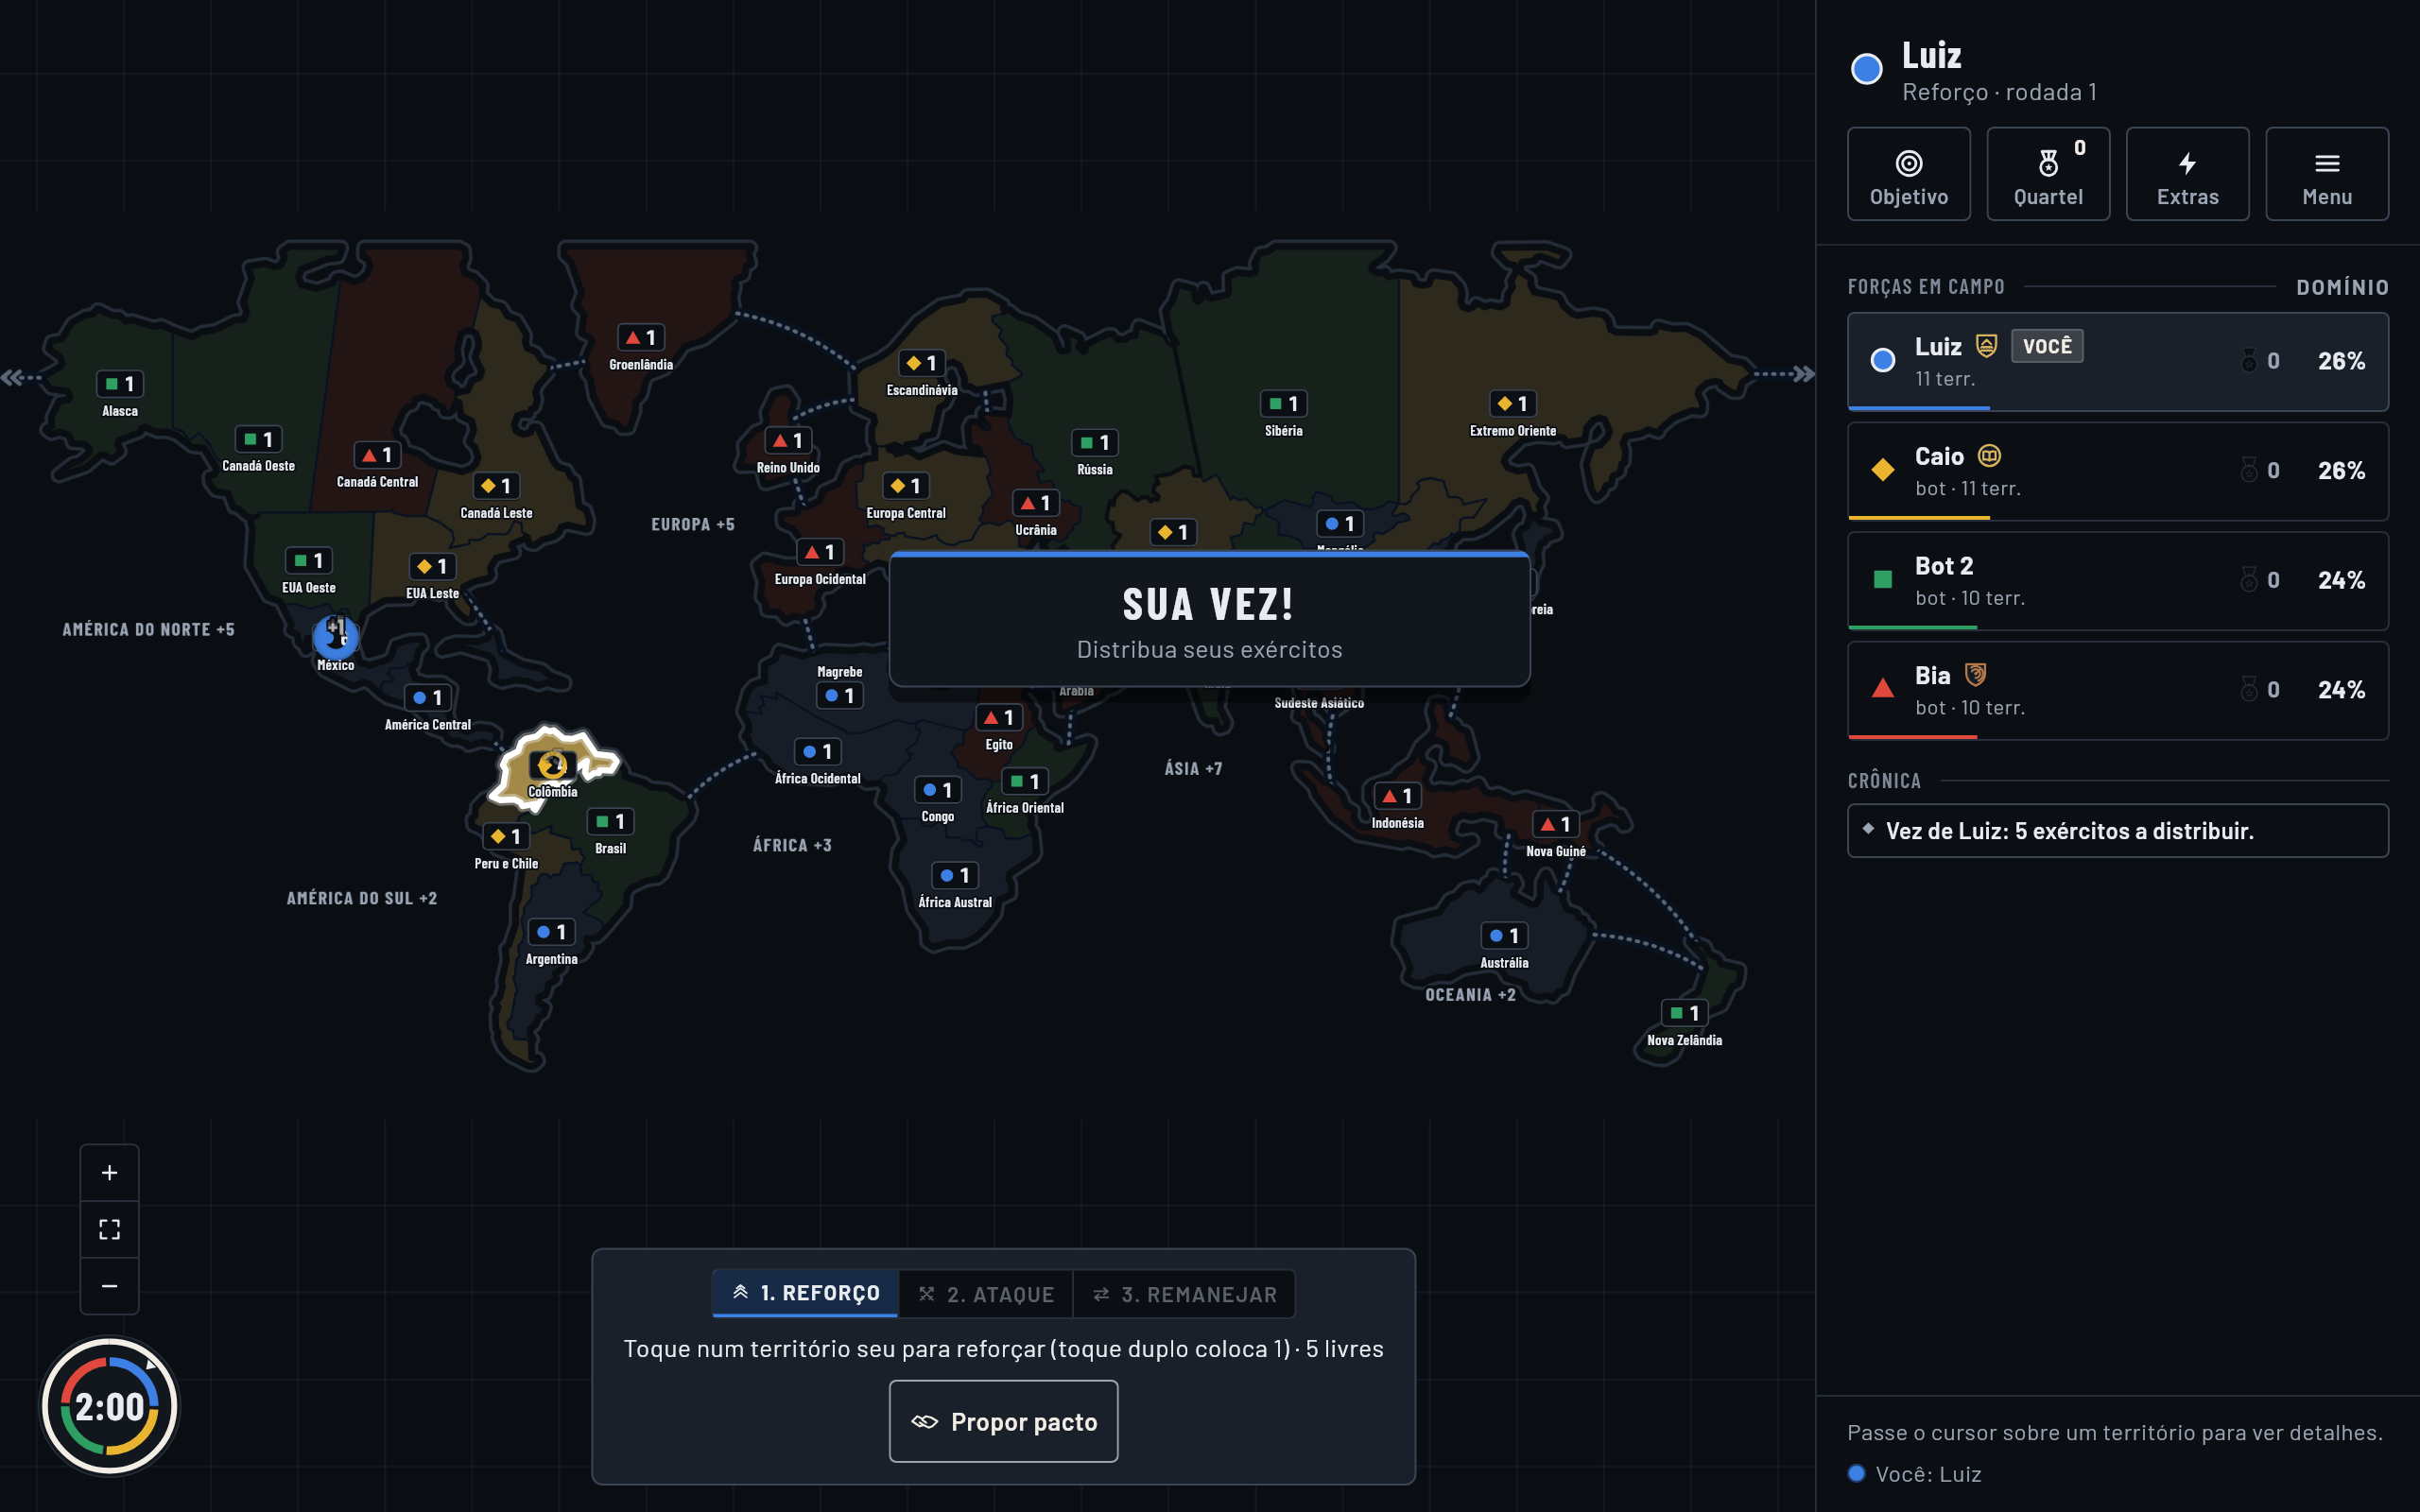 Luiz
Reforço · rodada 1
Objetivo
0
Quartel
Extras
Menu
FORÇAS EM CAMPO
DOMÍNIO
Luiz
VOCÊ
11 terr.
0
26%
Caio
bot · 11 terr.
0
26%
Bot 2
bot · 10 terr.
0
24%
Bia
bot · 10 terr.
0
24%
CRÔNICA
Vez de Luiz: 5 exércitos a distribuir.
Passe o cursor sobre um território para ver detalhes.
Você: Luiz
1
Groenlândia
1
Alasca
1
Escandinávia
1
Canadá Oeste
1
Canadá Central
1
Canadá Leste
1
Reino Unido
1
Europa Central
1
Ucrânia
1
Rússia
1
Sibéria
1
Extremo Oriente
EUROPA +5
1
1
1
EUA Oeste
1
EUA Leste
1
Europa Ocidental
AMÉRICA DO NORTE +5
+1
México
1
América Central
SUA VEZ!
Distribua seus exércitos
Magrebe
1
Arábia
Sudeste Asiático
1
Egito
1
África Ocidental
ÁSIA +7
Colômbia
1
Congo
1
África Oriental
1
Indonésia
1
Nova Guiné
1
Peru e Chile
1
Brasil
ÁFRICA +3
1
África Austral
AMÉRICA DO SUL +2
1
Argentina
1
Austrália
OCEANIA +2
1
Nova Zelândia
+
−
2:00
1. REFORÇO
2. ATAQUE
3. REMANEJAR
Toque num território seu para reforçar (toque duplo coloca 1) · 5 livres
Propor pacto